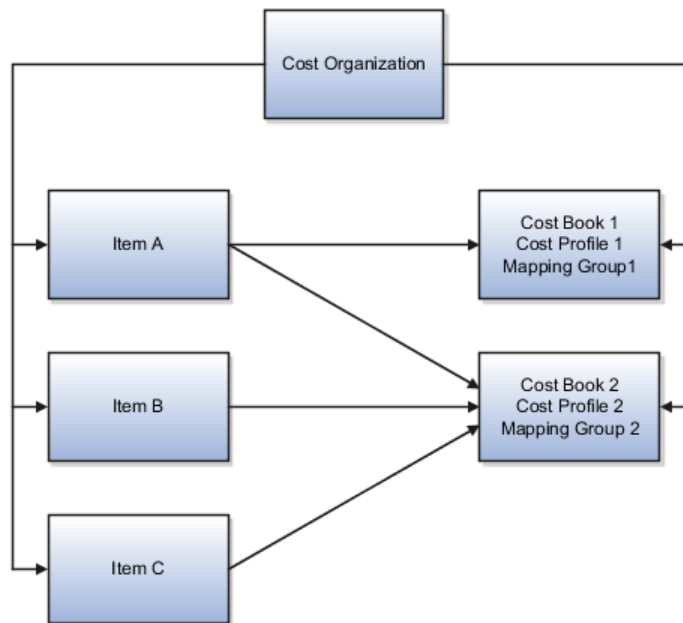 Cost Organization
Item A
Cost Book 1
Cost Profile 1
Mapping Group1
Item B
Cost Book 2
Cost Profile 2
Mapping Group 2
Item C